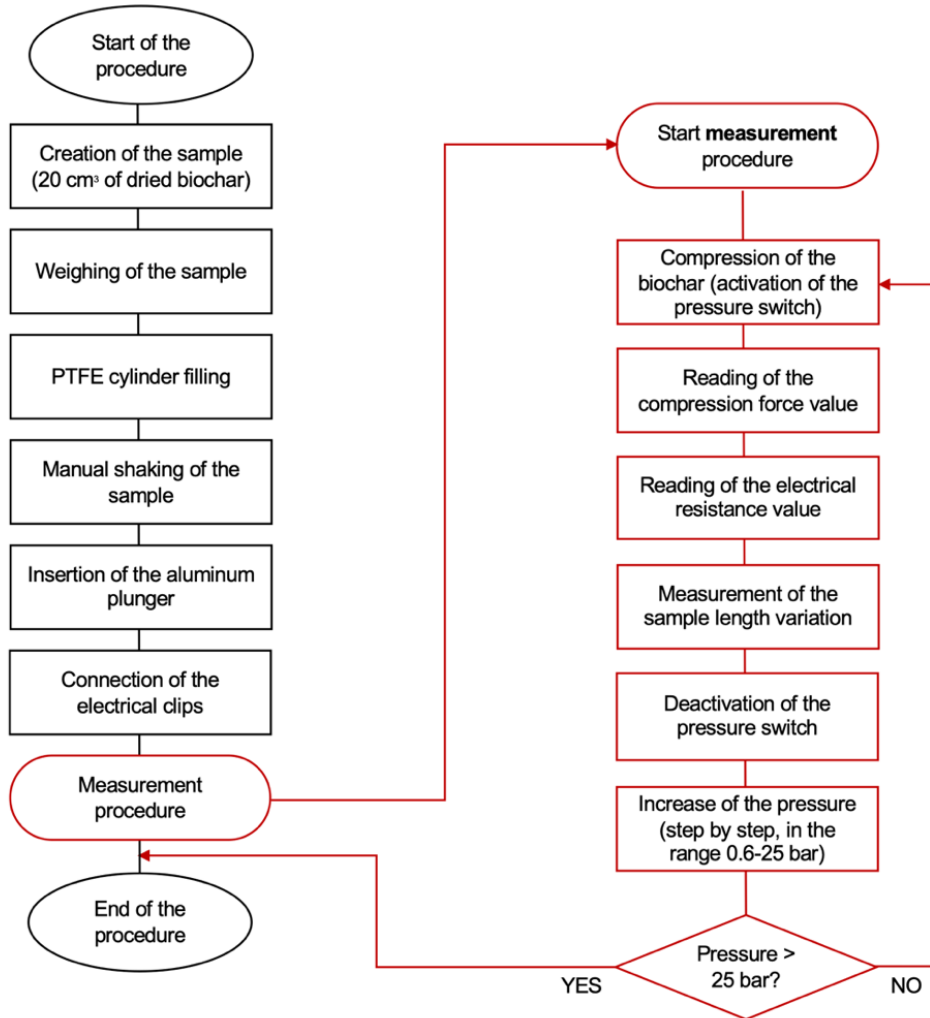 Start of the
procedure
Creation of the sample
(20 cm³ of dried biochar)
Weighing of the sample
PTFE cylinder filling
Manual shaking of the
sample
Insertion of the aluminum
plunger
Connection of the
electrical clips
Measurement
procedure
End of the
procedure
Start measurement
procedure
Compression of the
biochar (activation of the
pressure switch)
Reading of the
compression force value
Reading of the electrical
resistance value
Measurement of the
sample length variation
Deactivation of the
pressure switch
Increase of the pressure
(step by step, in the
range 0.6-25 bar)
Pressure >
25 bar?
YES
NO